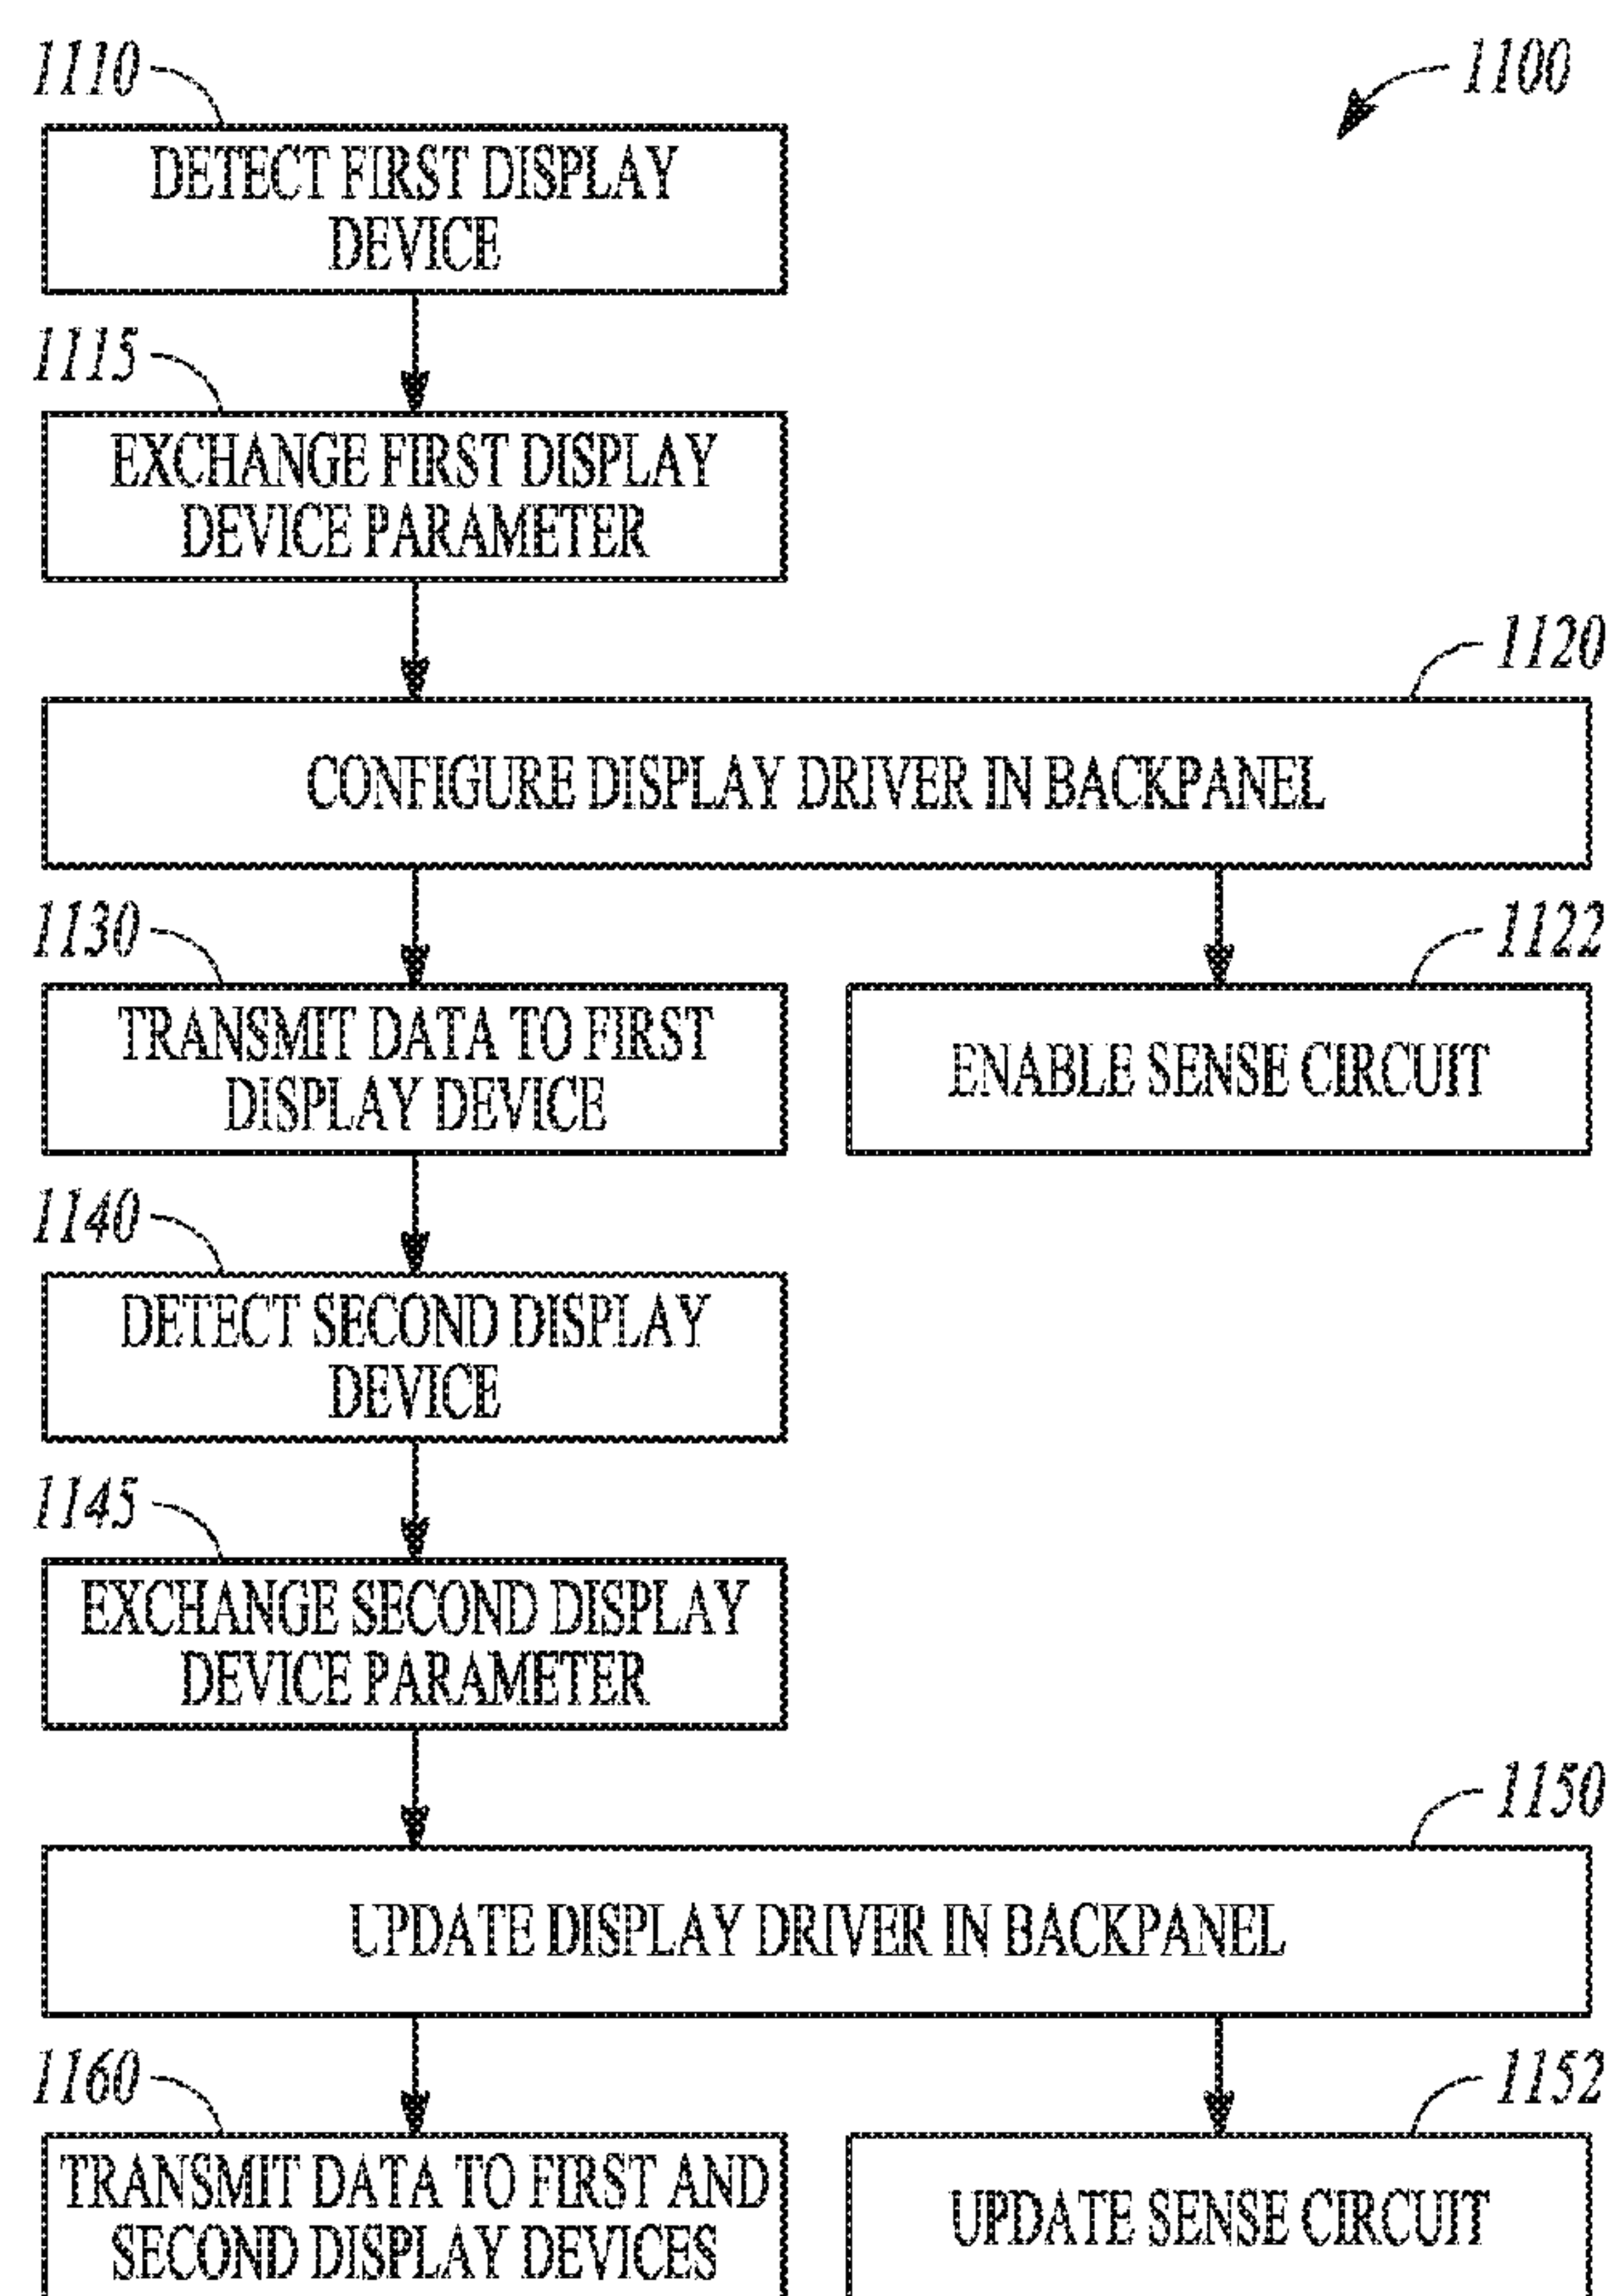 1110
1100
DETECT FIRST DISPLAY
DEVICE
1115
EXCHANGE FIRST DISPLAY
DEVICE PARAMETER
1120
CONFIGURE DISPLAY DRIVER IN BACKPANEL
1130
1122
TRANSMIT DATA TO FIRST
DISPLAY DEVICE
ENABLE SENSE CIRCUIT
1140
DETECT SECOND DISPLAY
DEVICE
1145
EXCHANGE SECOND DISPLAY
DEVICE PARAMETER
1150
UPDATE DISPLAY DRIVER IN BACKPANEL
1160
1152
TRANSMIT DATA TO FIRST AND
SECOND DISPLAY DEVICES
UPDATE SENSE CIRCUIT